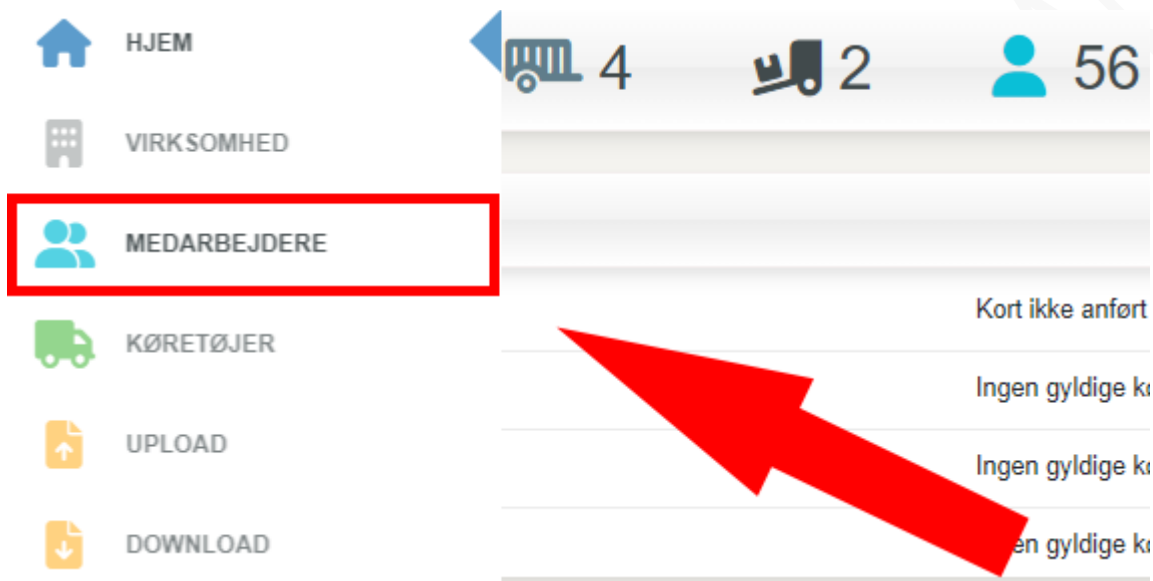 HJEM
4
2
56
VIRKSOMHED
MEDARBEJDERE
Kort ikke anført
KØRETØJER
Ingen gyldige
UPLOAD
Ingen gyldige
DOWNLOAD
gyldige